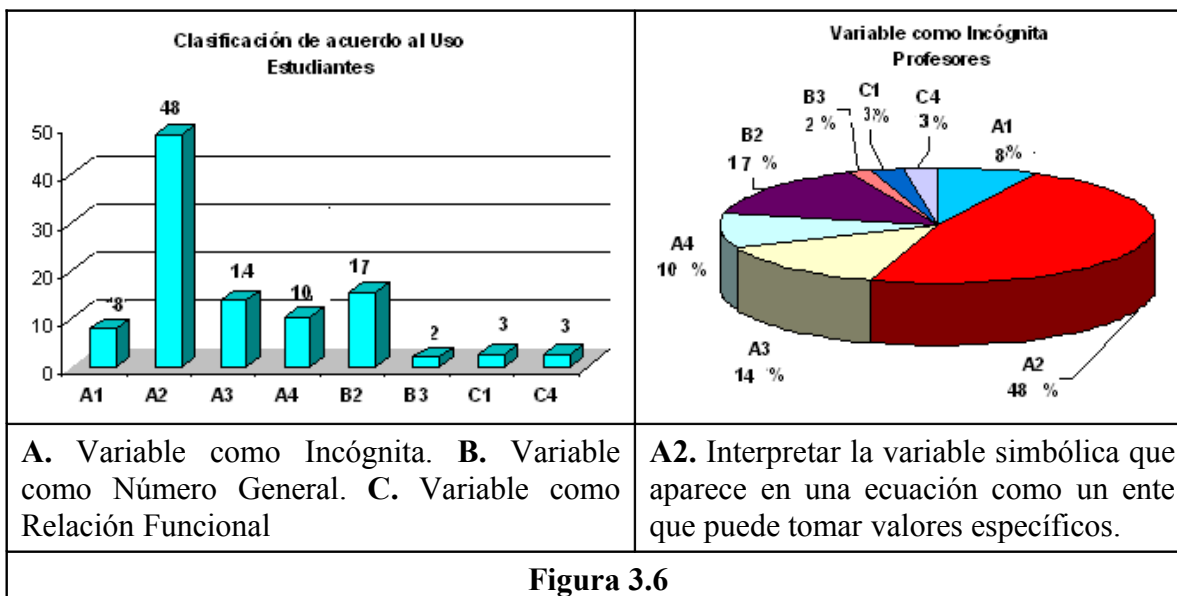 Clasificación de acuerdo al Uso
Estudiantes
50
40
30
20
10
0
8
48
14
10
17
2
3
3
A1
A2
A3
A4
B2
B3
C1
C4
Variable como Incógnita
Profesores
B3
2 %
C1
3%
C4
3%
A1
8%
B2
17 %
A4
10 %
A3
14 %
A2
48 %
A. Variable como Incógnita. B. Variable
como Número General. C. Variable como
Relación Funcional
A2. Interpretar la variable simbólica que
aparece en una ecuación como un ente
que puede tomar valores específicos.
Figura 3.6